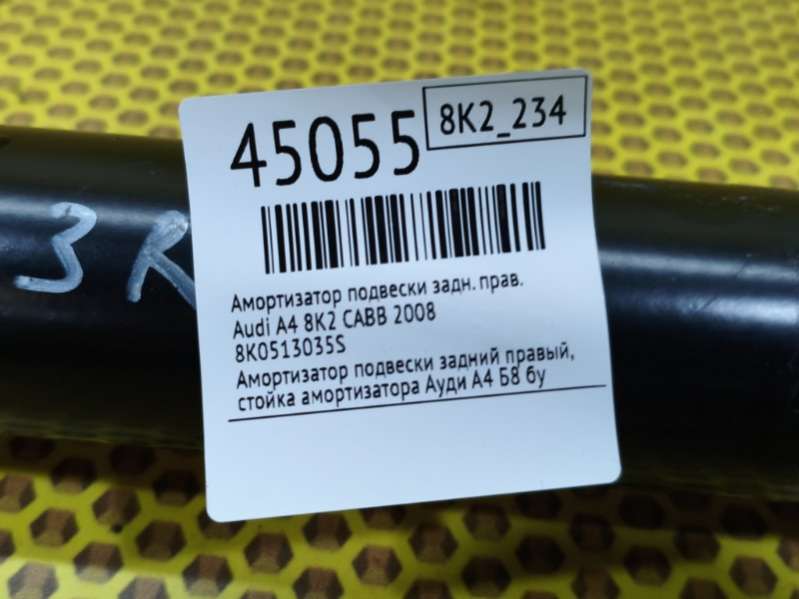 45055
8K2_234
3 R
Амортизатор подвески задн. прав.
Audi A4 8K2 CABB 2008
8K0513035S
Амортизатор подвески задний правый,
стойка амортизатора Ауди А4 Б8 бу